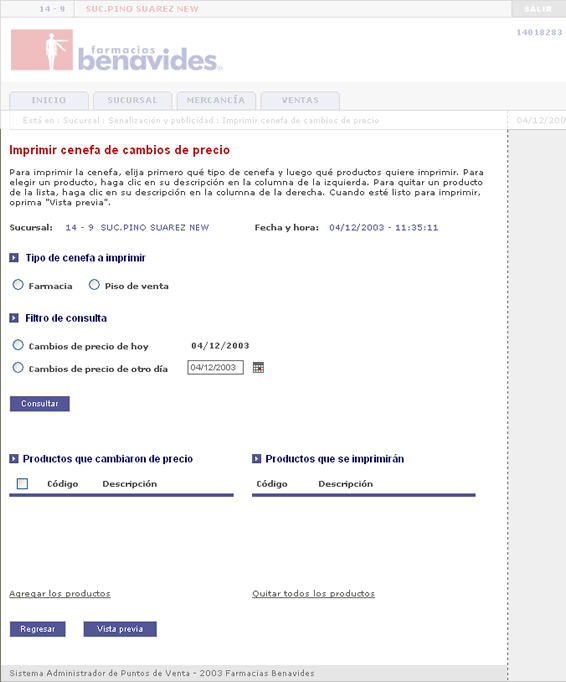 14 - 9 SUC.PINO SUAREZ NEW SALIR
14018283
farmacias
benavides
INICIO SUCURSAL MERCANCÍA VENTAS
Está en : Sucursal : Senalización y publicidad : Imprimir cenefa de cambios de precio 04/12/200
Imprimir cenefa de cambios de precio
Para imprimir la cenefa, elija primero qué tipo de cenefa y luego qué productos quiere imprimir. Para
elegir un producto, haga clic en su descripción en la columna de la izquierda. Para quitar un producto
de la lista, haga clic en su descripción en la columna de la derecha. Cuando esté listo para imprimir,
oprima "Vista previa".
Sucursal: 14 - 9 SUC.PINO SUAREZ NEW Fecha y hora: 04/12/2003 - 11:35:11
Tipo de cenefa a imprimir
Farmacia Piso de venta
Filtro de consulta
Cambios de precio de hoy 04/12/2003
Cambios de precio de otro día 04/12/2003
Consultar
Productos que cambiaron de precio Productos que se imprimirán
Código Descripción Código Descripción
Agregar los productos Quitar todos los productos
Regresar Vista previa
Sistema Administrador de Puntos de Venta - 2003 Farmacias Benavides